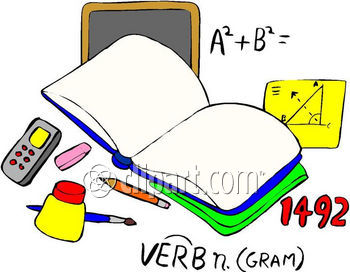 A²+B²=
A
B C
© clipart.com
1492
VERB n. (GRAM)